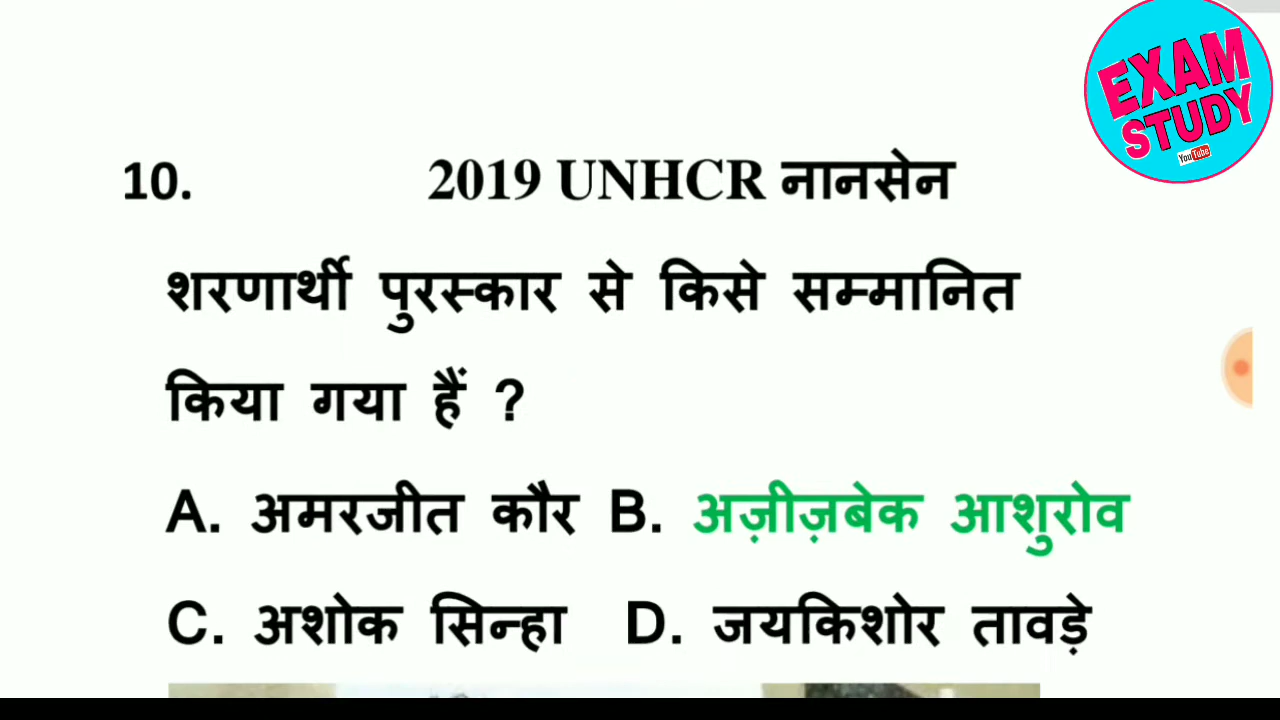 EXAM
STUDY
YouTube
10. 2019 UNHCR नानसेन
शरणार्थी पुरस्कार से किसे सम्मानित
किया गया हैं ?
A. अमरजीत कौर B. अज़ीज़बेक आशुरोव
C. अशोक सिन्हा D. जयकिशोर तावड़े